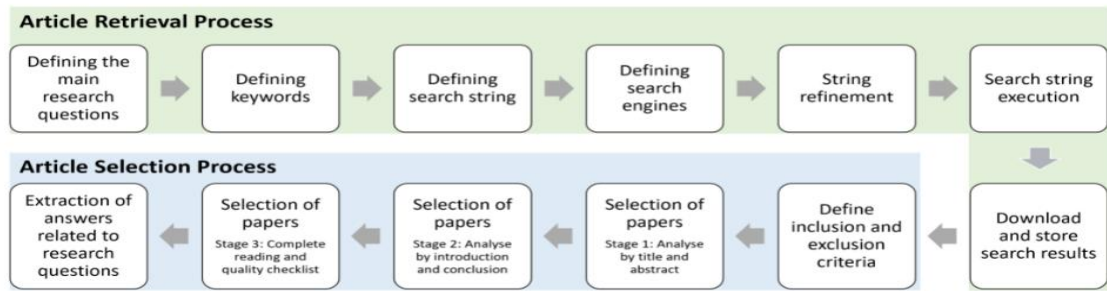 Article Retrieval Process
Defining the
main
research
questions
Defining
keywords
Defining
search string
Defining
search
engines
String
refinement
Search string
execution
Article Selection Process
Extraction of
answers
related to
research
questions
Selection of
papers
Stage 3: Complete
reading and
quality checklist
Selection of
papers
Stage 2: Analyse
by introduction
and conclusion
Selection of
papers
Stage 1: Analyse
by title and
abstract
Define
inclusion and
exclusion
criteria
Download
and store
search results